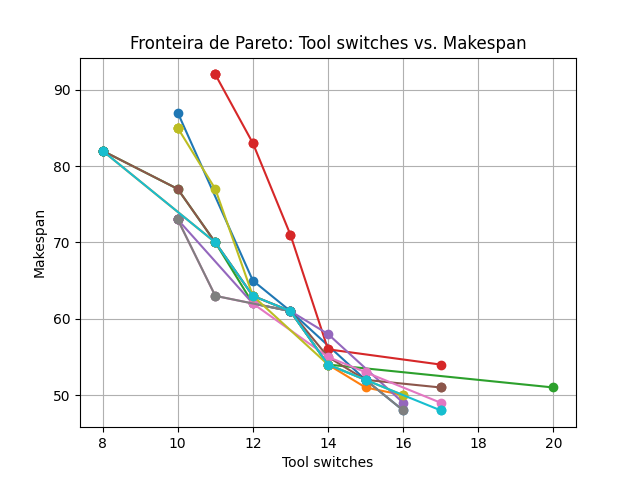 Fronteira de Pareto: Tool switches vs. Makespan
90
80
70
60
50
Makespan
8 10 12 14 16 18 20
Tool switches